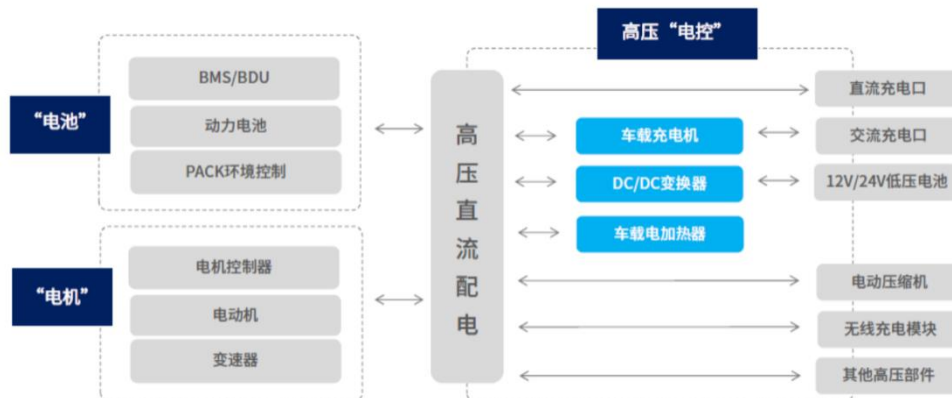 高压“电控”
“电池”
BMS/BDU
动力电池
PACK环境控制
“电机”
电机控制器
电动机
变速器
高
压
直
流
配
电
车载充电机
DC/DC变换器
车载电加热器
直流充电口
交流充电口
12V/24V低压电池
电动压缩机
无线充电模块
其他高压部件